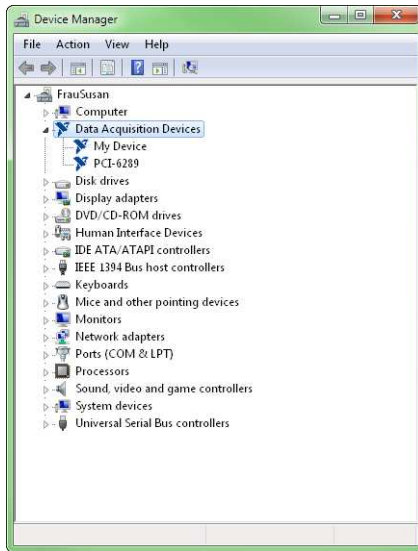 Device Manager
File Action View Help
FrauSusan
Computer
Data Acquisition Devices
My Device
PCI-6289
Disk drives
Display adapters
DVD/CD-ROM drives
Human Interface Devices
IDE ATA/ATAPI controllers
IEEE 1394 Bus host controllers
Keyboards
Mice and other pointing devices
Monitors
Network adapters
Ports (COM & LPT)
Processors
Sound, video and game controllers
System devices
Universal Serial Bus controllers